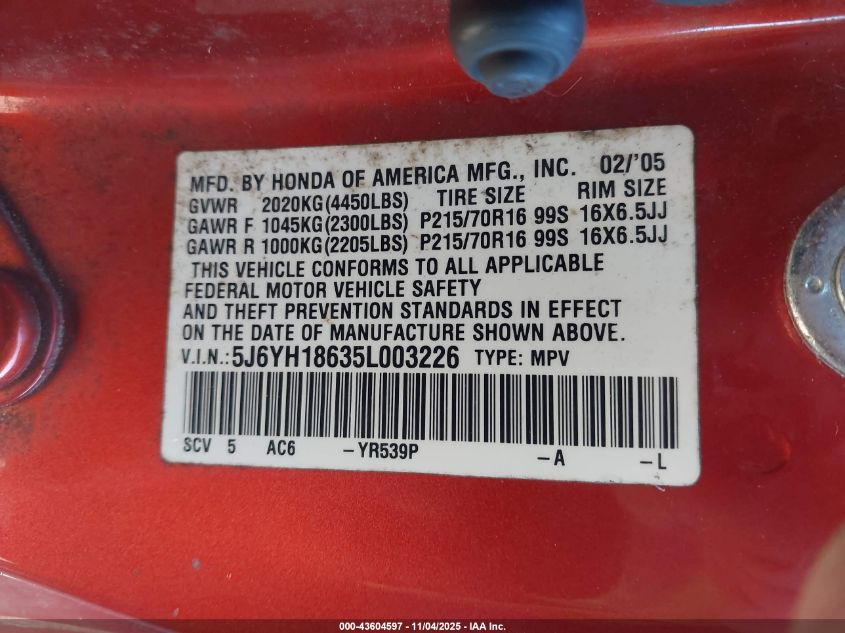 MFD. BY HONDA OF AMERICA MFG., INC. 02/'05
GVWR 2020KG(4450LBS) TIRE SIZE RIM SIZE
GAWR F 1045KG(2300LBS) P215/70R16 99S 16X6.5JJ
GAWR R 1000KG(2205LBS) P215/70R16 99S 16X6.5JJ
THIS VEHICLE CONFORMS TO ALL APPLICABLE
FEDERAL MOTOR VEHICLE SAFETY
AND THEFT PREVENTION STANDARDS IN EFFECT
ON THE DATE OF MANUFACTURE SHOWN ABOVE.
V.I.N.: 5J6YH18635L003226 TYPE: MPV
SCV 5 AC6 -YR539P -A -L
000-43604597 - 11/04/2025 - IAA Inc.